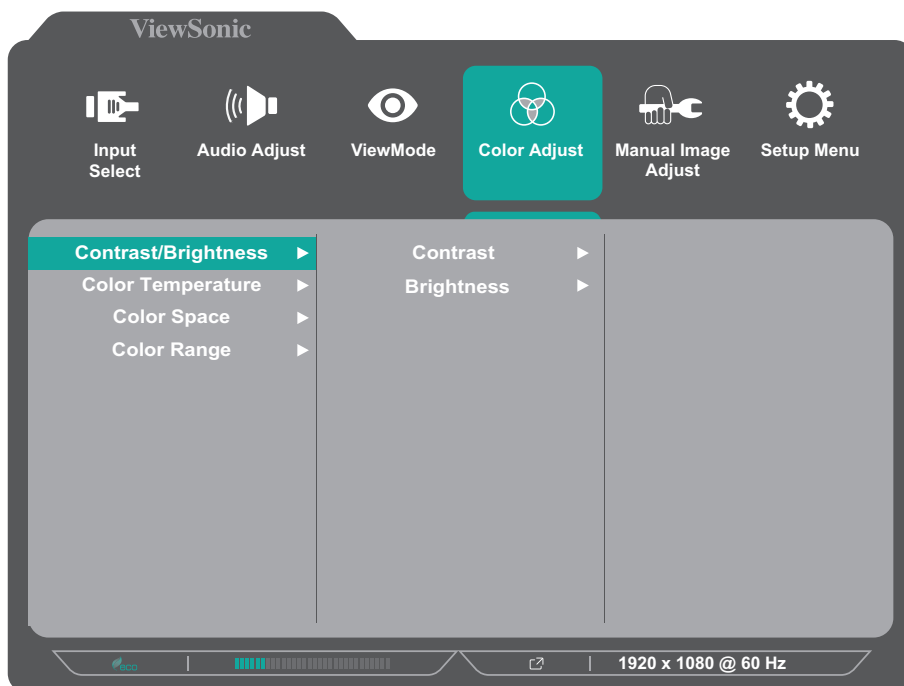 ViewSonic
Input
Select
Audio Adjust
ViewMode
Color Adjust
Manual Image
Adjust
Setup Menu
Contrast/Brightness
Color Temperature
Color Space
Color Range
Contrast
Brightness
eco
1920 x 1080 @ 60 Hz